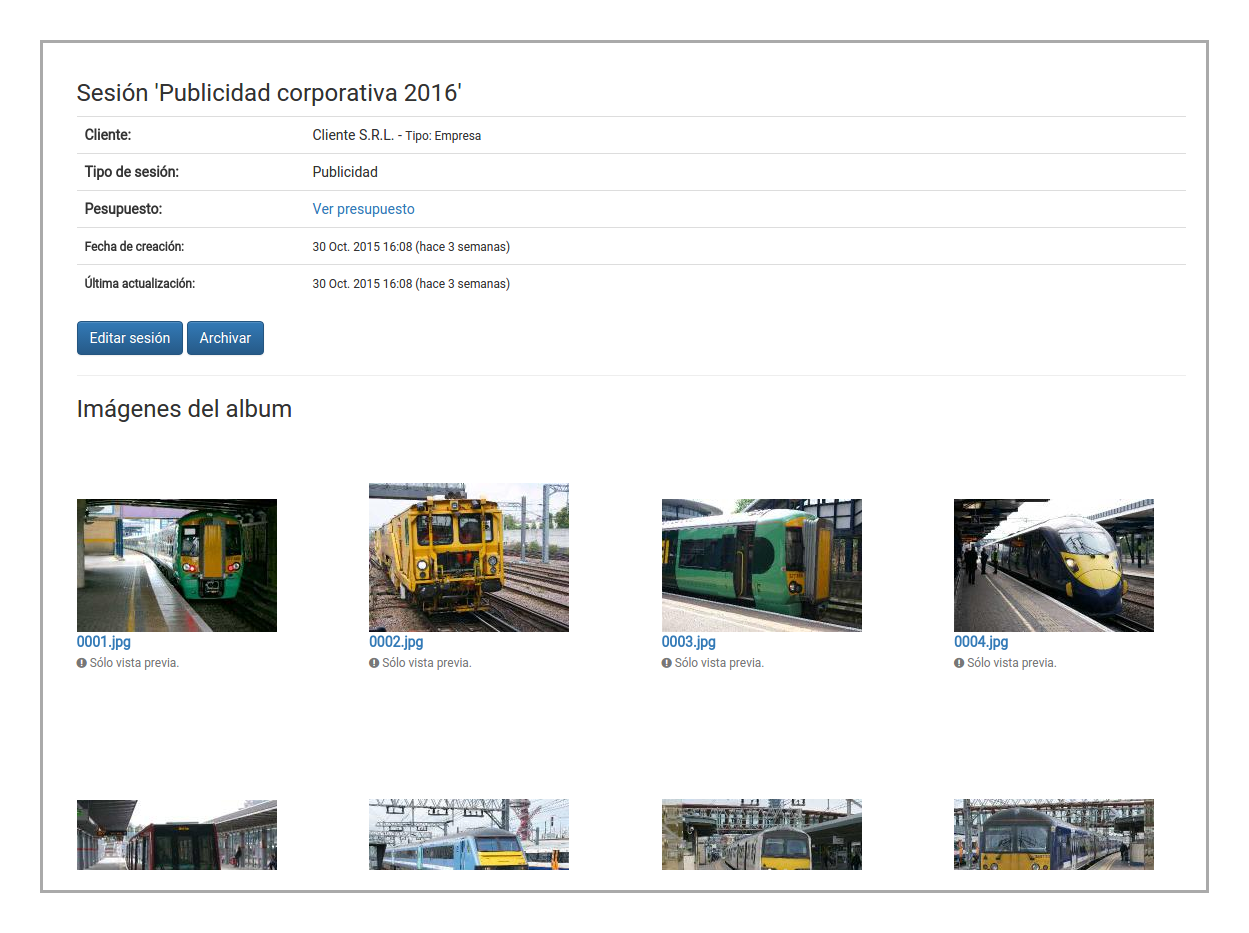 Sesión 'Publicidad corporativa 2016'
Cliente: Cliente S.R.L. - Tipo: Empresa
Tipo de sesión: Publicidad
Pesupuesto: Ver presupuesto
Fecha de creación: 30 Oct. 2015 16:08 (hace 3 semanas)
Última actualización: 30 Oct. 2015 16:08 (hace 3 semanas)
Editar sesión Archivar
Imágenes del album
0001.jpg 0002.jpg 0003.jpg 0004.jpg
Sólo vista previa. Sólo vista previa. Sólo vista previa. Sólo vista previa.